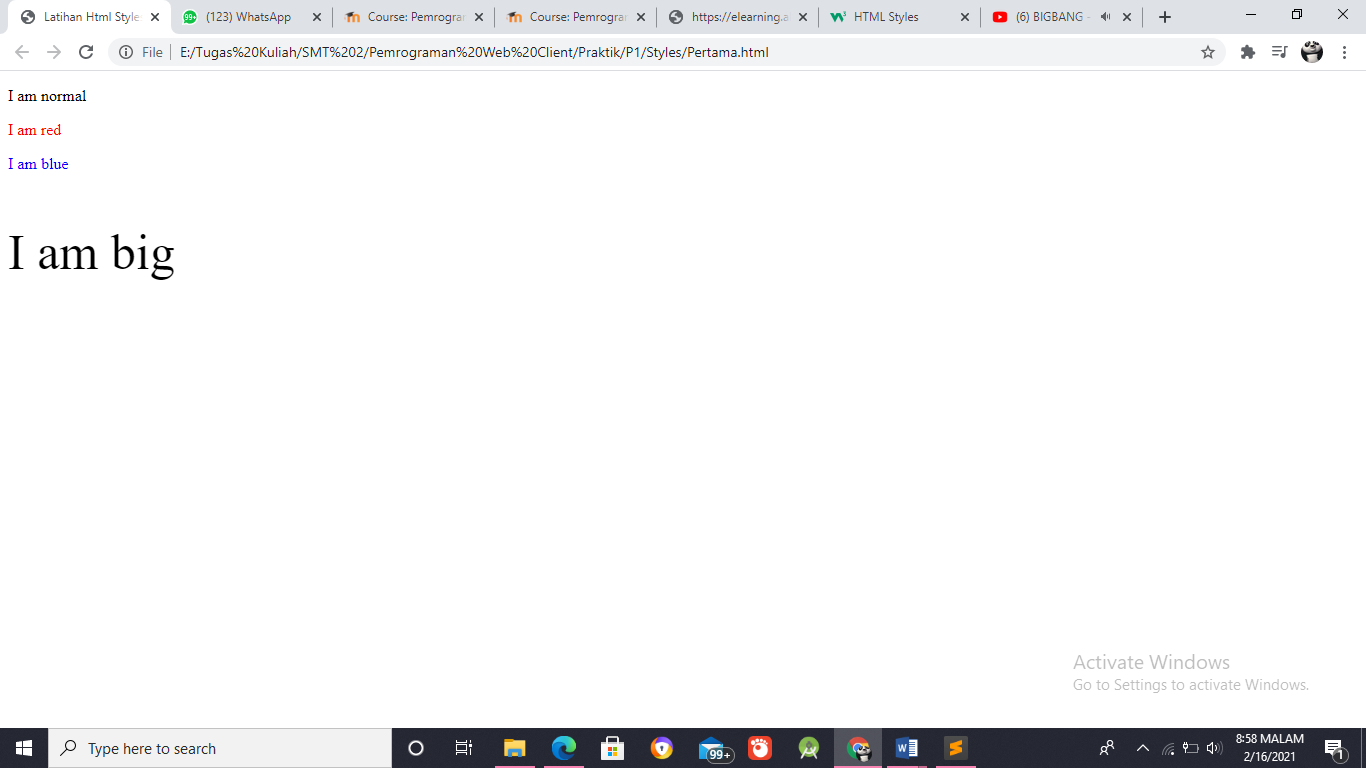 Latihan Html Style
(123) WhatsApp
Course: Pemrogra
Course: Pemrogra
https://elearning.a
HTML Styles
(6) BIGBANG -
File
E:/Tugas%20Kuliah/SMT%202/Pemrograman%20Web%20Client/Praktik/P1/Styles/Pertama.html
I am normal
I am red
I am blue
I am big
Activate Windows
Go to Settings to activate Windows.
Type here to search
99+
8:58 MALAM
2/16/2021
1